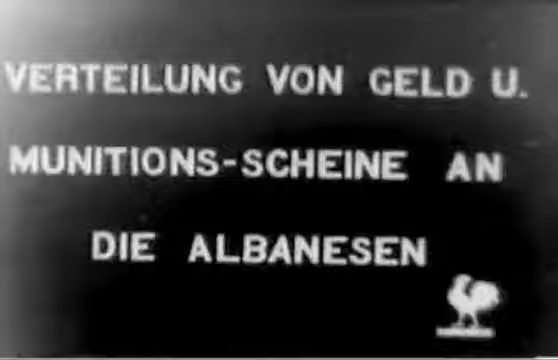 VERTEILUNG VON GELD U.
MUNITIONS-SCHEINE AN
DIE ALBANESEN